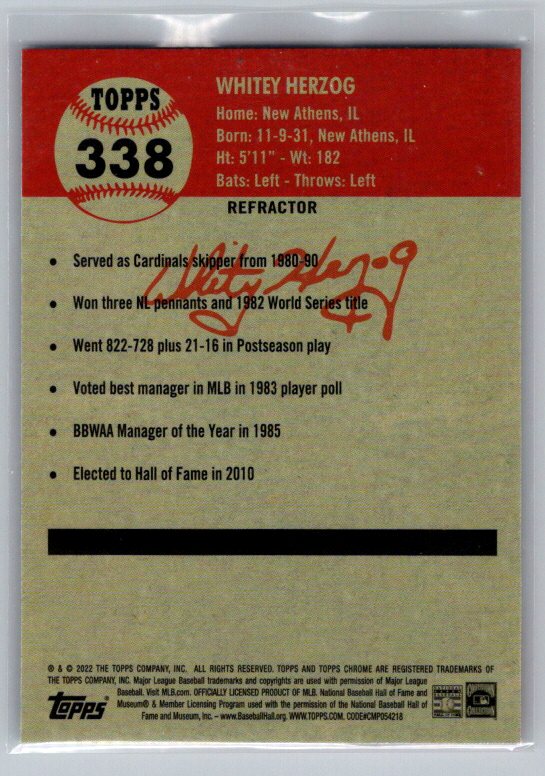 TOPPS
338
WHITEY HERZOG
Home: New Athens, IL
Born: 11-9-31, New Athens, IL
Ht: 5'11" - Wt: 182
Bats: Left - Throws: Left
REFRACTOR
• Served as Cardinals skipper from 1980-90
Whitey Herzog
• Won three NL pennants and 1982 World Series title
• Went 822-728 plus 21-16 in Postseason play
• Voted best manager in MLB in 1983 player poll
• BBWAA Manager of the Year in 1985
• Elected to Hall of Fame in 2010
® & © 2022 THE TOPPS COMPANY, INC. ALL RIGHTS RESERVED. TOPPS AND TOPPS CHROME ARE REGISTERED TRADEMARKS OF
THE TOPPS COMPANY, INC. Major League Baseball trademarks and copyrights are used with permission of Major League
Baseball. Visit MLB.com. OFFICIALLY LICENSED PRODUCT OF MLB. National Baseball Hall of Fame and
Museum® & Member Licensing Program used with the permission of the National Baseball Hall of
Fame and Museum, Inc. – www.BaseballHall.org. WWW.TOPPS.COM. CODE#CMP054218
topps